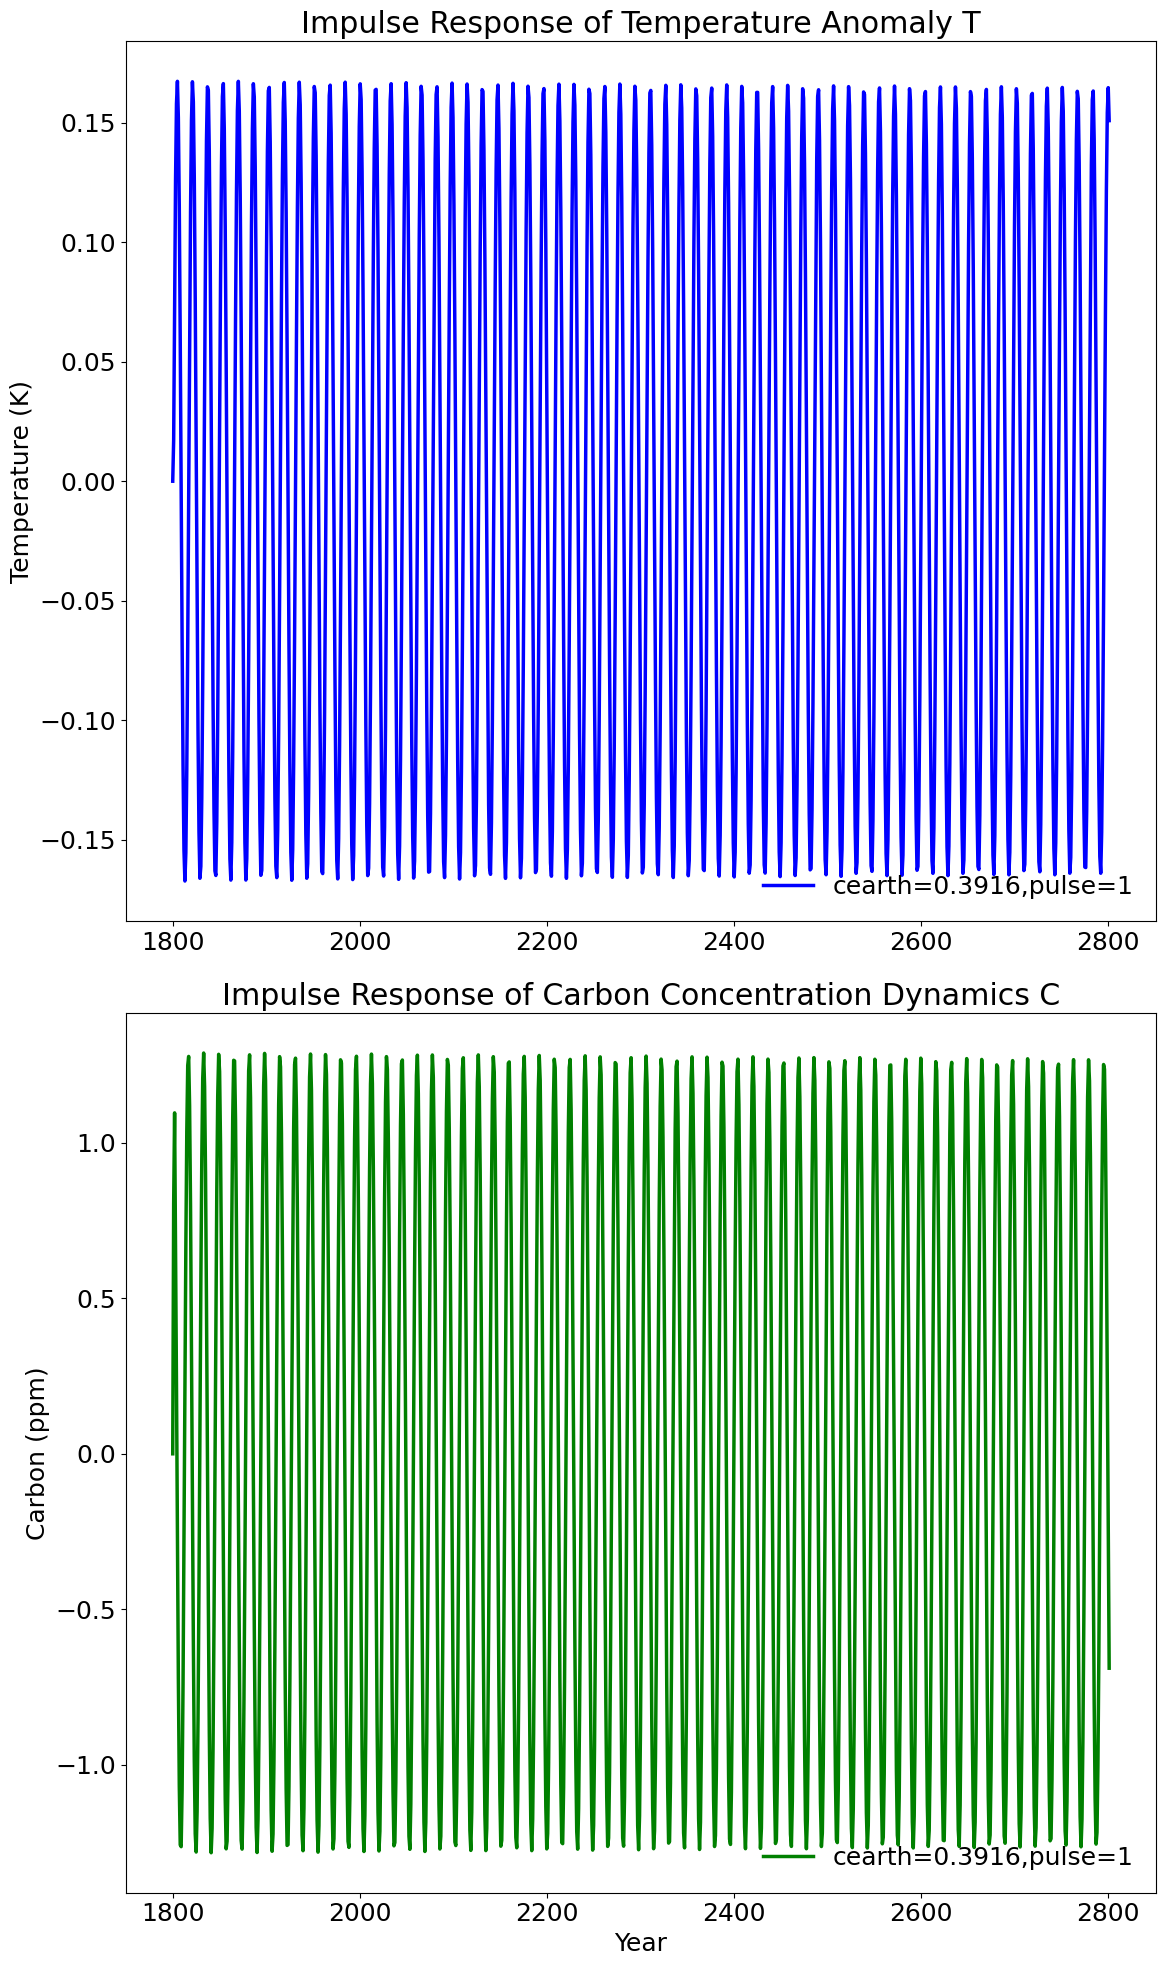 Impulse Response of Temperature Anomaly T
Temperature (K)
0.15
0.10
0.05
0.00
−0.05
−0.10
−0.15
cearth=0.3916,pulse=1
1800 2000 2200 2400 2600 2800
Impulse Response of Carbon Concentration Dynamics C
Carbon (ppm)
1.0
0.5
0.0
−0.5
−1.0
cearth=0.3916,pulse=1
1800 2000 2200 2400 2600 2800
Year